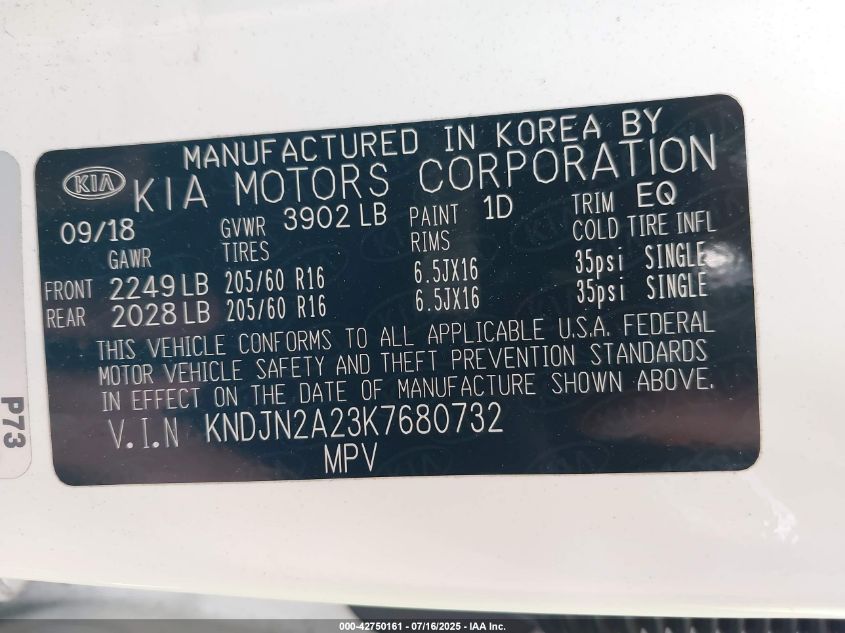 MANUFACTURED IN KOREA BY
KIA KIA MOTORS CORPORATION
09/18 GVWR 3902 LB PAINT 1D TRIM EQ
GAWR TIRES RIMS COLD TIRE INFL
FRONT 2249 LB 205/60 R16 6.5JX16 35psi SINGLE
REAR 2028 LB 205/60 R16 6.5JX16 35psi SINGLE
THIS VEHICLE CONFORMS TO ALL APPLICABLE U.S.A. FEDERAL
MOTOR VEHICLE SAFETY AND THEFT PREVENTION STANDARDS
IN EFFECT ON THE DATE OF MANUFACTURE SHOWN ABOVE.
V.I.N KNDJN2A23K7680732
MPV
P73
000-42750161 - 07/16/2025 - IAA Inc.